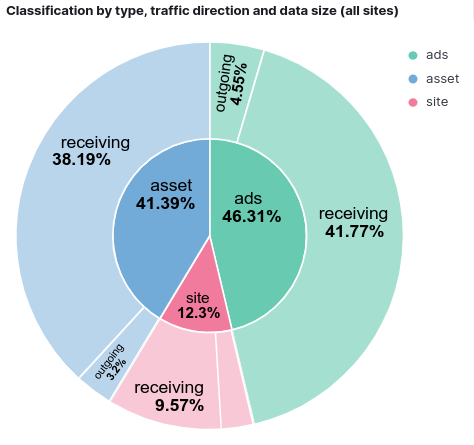 Classification by type, traffic direction and data size (all sites)
ads
asset
site
outgoing
4.55%
receiving
38.19%
asset
41.39%
ads
46.31%
receiving
41.77%
site
12.3%
outgoing
3.2%
receiving
9.57%